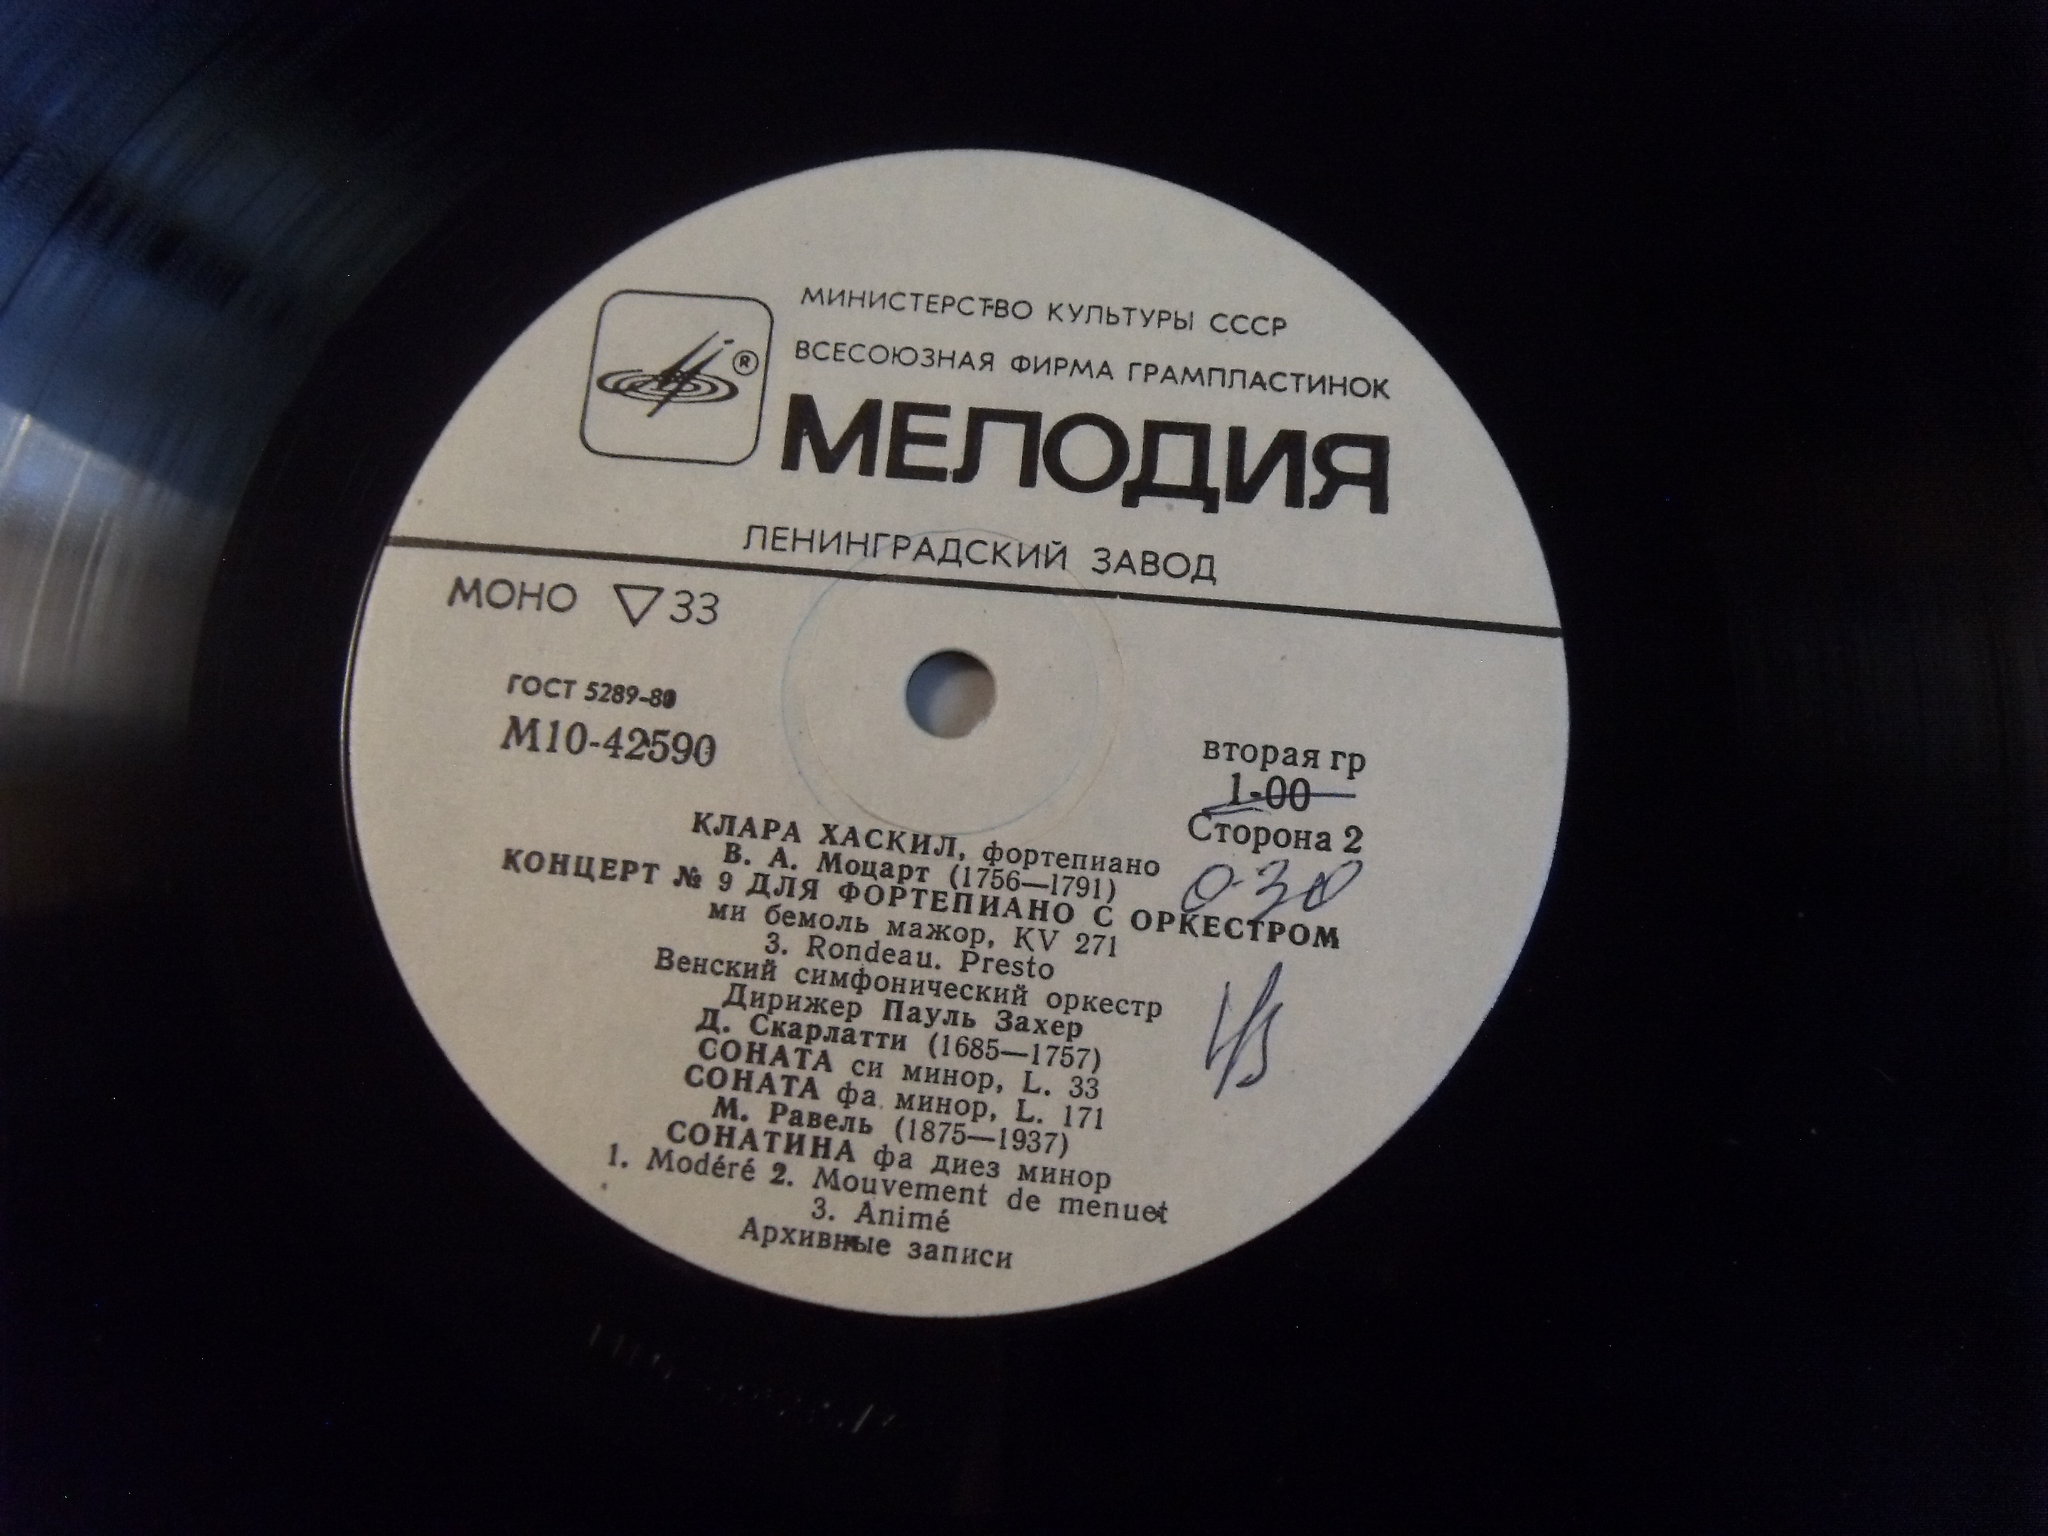 МИНИСТЕРСТВО КУЛЬТУРЫ СССР
ВСЕСОЮЗНАЯ ФИРМА ГРАМПЛАСТИНОК
®
МЕЛОДИЯ
ЛЕНИНГРАДСКИЙ ЗАВОД
МОНО ▽33
ГОСТ 5289-80
М10-42590
вторая гр
1-00
Сторона 2
0-30
КЛАРА ХАСКИЛ, фортепиано
В. А. Моцарт (1756—1791)
КОНЦЕРТ № 9 ДЛЯ ФОРТЕПИАНО С ОРКЕСТРОМ
ми бемоль мажор, KV 271
3. Rondeau. Presto
Венский симфонический оркестр
Дирижер Пауль Захер
Д. Скарлатти (1685—1757)
СОНАТА си минор, L. 33
СОНАТА фа минор, L. 171
М. Равель (1875—1937)
СОНАТИНА фа диез минор
1. Modéré 2. Mouvement de menuet
3. Animé
Архивные записи